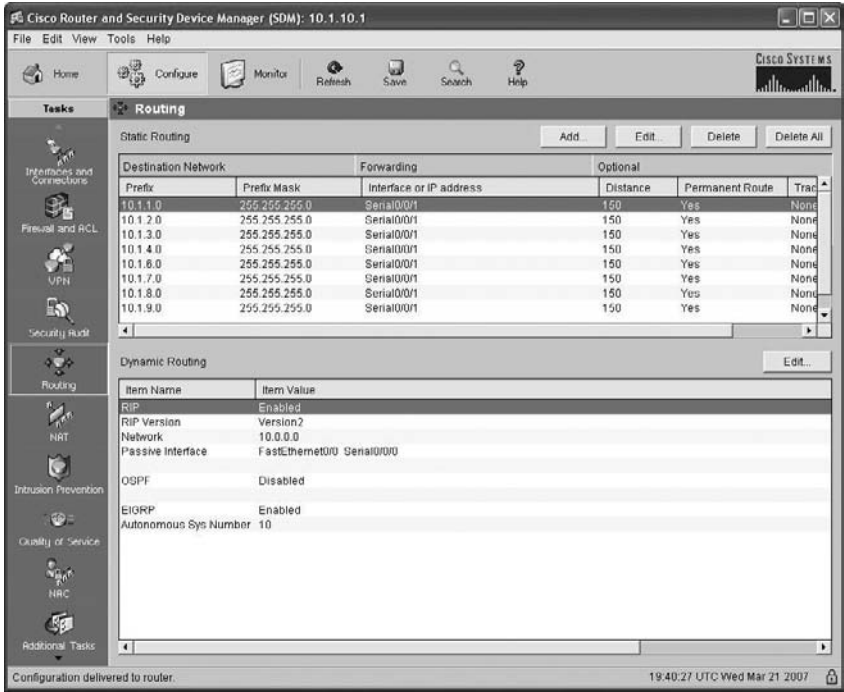 Cisco Router and Security Device Manager (SDM): 10.1.10.1
File Edit View Tools Help
Home Configure Monitor Refresh Save Search Help
CISCO SYSTEMS
Tasks
Routing
Interfaces and Connections
Firewall and ACL
VPN
Security Audit
Routing
NAT
Intrusion Prevention
Quality of Service
NAC
Additional Tasks
Static Routing Add... Edit... Delete Delete All
Destination Network Forwarding Optional
Prefix Prefix Mask Interface or IP address Distance Permanent Route Trac
10.1.1.0 255.255.255.0 Serial0/0/1 150 Yes None
10.1.2.0 255.255.255.0 Serial0/0/1 150 Yes None
10.1.3.0 255.255.255.0 Serial0/0/1 150 Yes None
10.1.4.0 255.255.255.0 Serial0/0/1 150 Yes None
10.1.6.0 255.255.255.0 Serial0/0/1 150 Yes None
10.1.7.0 255.255.255.0 Serial0/0/1 150 Yes None
10.1.8.0 255.255.255.0 Serial0/0/1 150 Yes None
10.1.9.0 255.255.255.0 Serial0/0/1 150 Yes None
Dynamic Routing Edit...
Item Name Item Value
RIP Enabled
RIP Version Version2
Network 10.0.0.0
Passive Interface FastEthernet0/0 Serial0/0/0
OSPF Disabled
EIGRP Enabled
Autonomous Sys Number 10
Configuration delivered to router. 19:40:27 UTC Wed Mar 21 2007